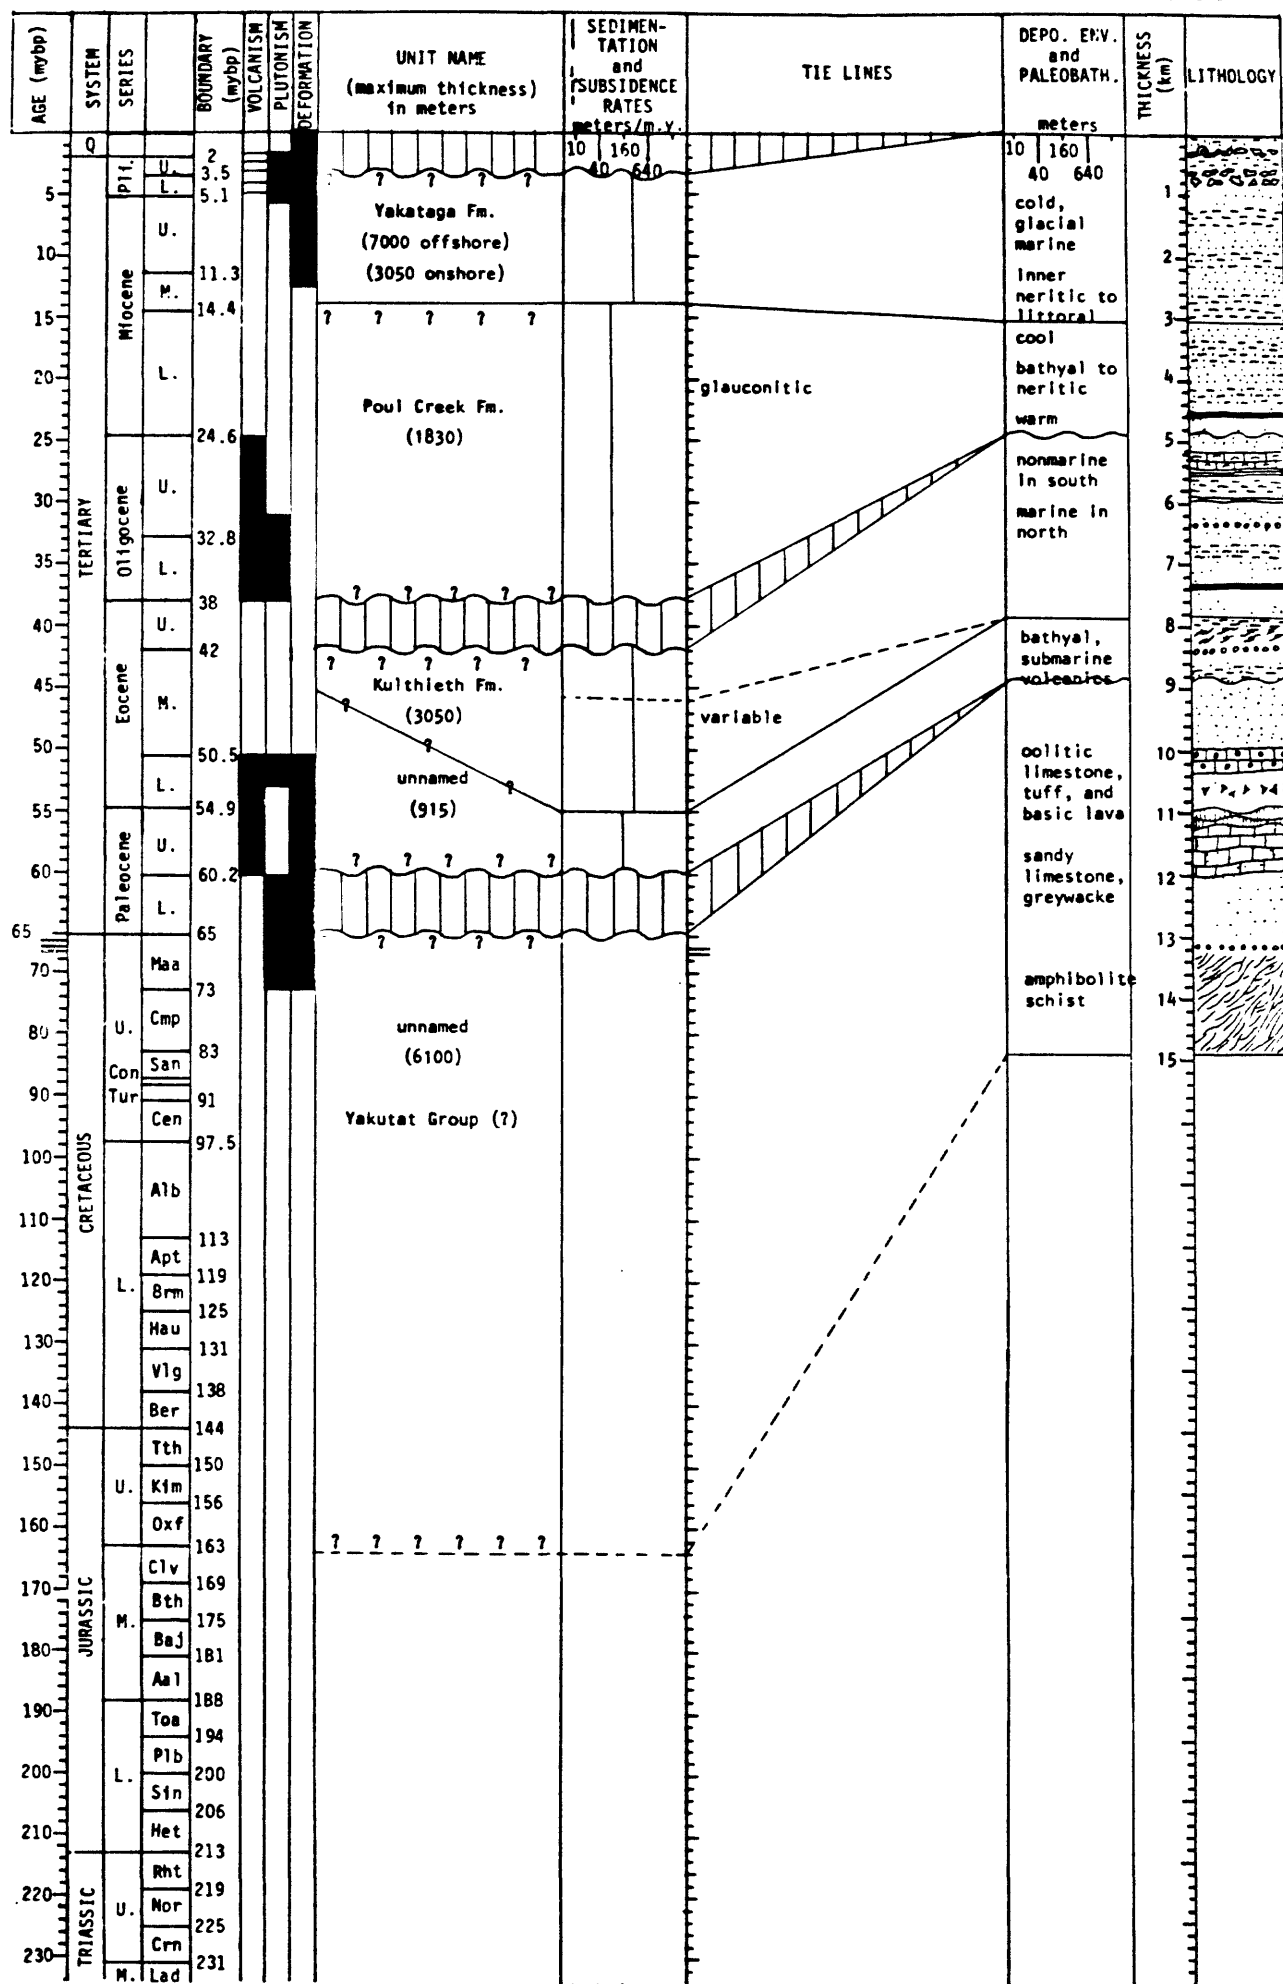 AGE (mybp)
SYSTEM
SERIES
BOUNDARY
(mybp)
VOLCANISM
PLUTONISM
DEFORMATION
UNIT NAME
(maximum thickness)
in meters
SEDIMEN-
TATION
and
SUBSIDENCE
RATES
meters/m.y.
10 160
40 640
TIE LINES
DEPO. ENV.
and
PALEOBATH.
meters
10 160
40 640
THICKNESS
(km)
LITHOLOGY
5
10
15
20
25
30
35
40
45
50
55
60
65
70
80
90
100
110
120
130
140
150
160
170
180
190
200
210
220
230
Q
TERTIARY
CRETACEOUS
JURASSIC
TRIASSIC
Pli.
Miocene
Oligocene
Eocene
Paleocene
U.
Con
Tur
L.
U.
M.
L.
U.
M.
U.
L.
U.
M.
L.
U.
L.
U.
M.
L.
U.
L.
Maa
Cmp
San
Cen
Alb
Apt
Brm
Hau
Vlg
Ber
Tth
Kim
Oxf
Clv
Bth
Baj
Aal
Toa
Plb
Sin
Het
Rht
Nor
Crn
Lad
2
3.5
5.1
11.3
14.4
24.6
32.8
38
42
50.5
54.9
60.2
65
73
83
91
97.5
113
119
125
131
138
144
150
156
163
169
175
181
188
194
200
206
213
219
225
231
? ? ? ?
Yakataga Fm.
(7000 offshore)
(3050 onshore)
? ? ? ? ?
Poul Creek Fm.
(1830)
? ? ? ? ?
? ? ? ? ?
Kulthieth Fm.
(3050)
? ? ?
unnamed
(915)
? ? ? ? ?
? ? ? ?
unnamed
(6100)
Yakutat Group (?)
? ? ? ? ? ?
glauconitic
variable
?
cold,
glacial
marine
inner
neritic to
littoral
cool
bathyal to
neritic
warm
nonmarine
in south
marine in
north
bathyal,
submarine
volcanics
oolitic
limestone,
tuff, and
basic lava
sandy
limestone,
greywacke
amphibolite
schist
1
2
3
4
5
6
7
8
9
10
11
12
13
14
15